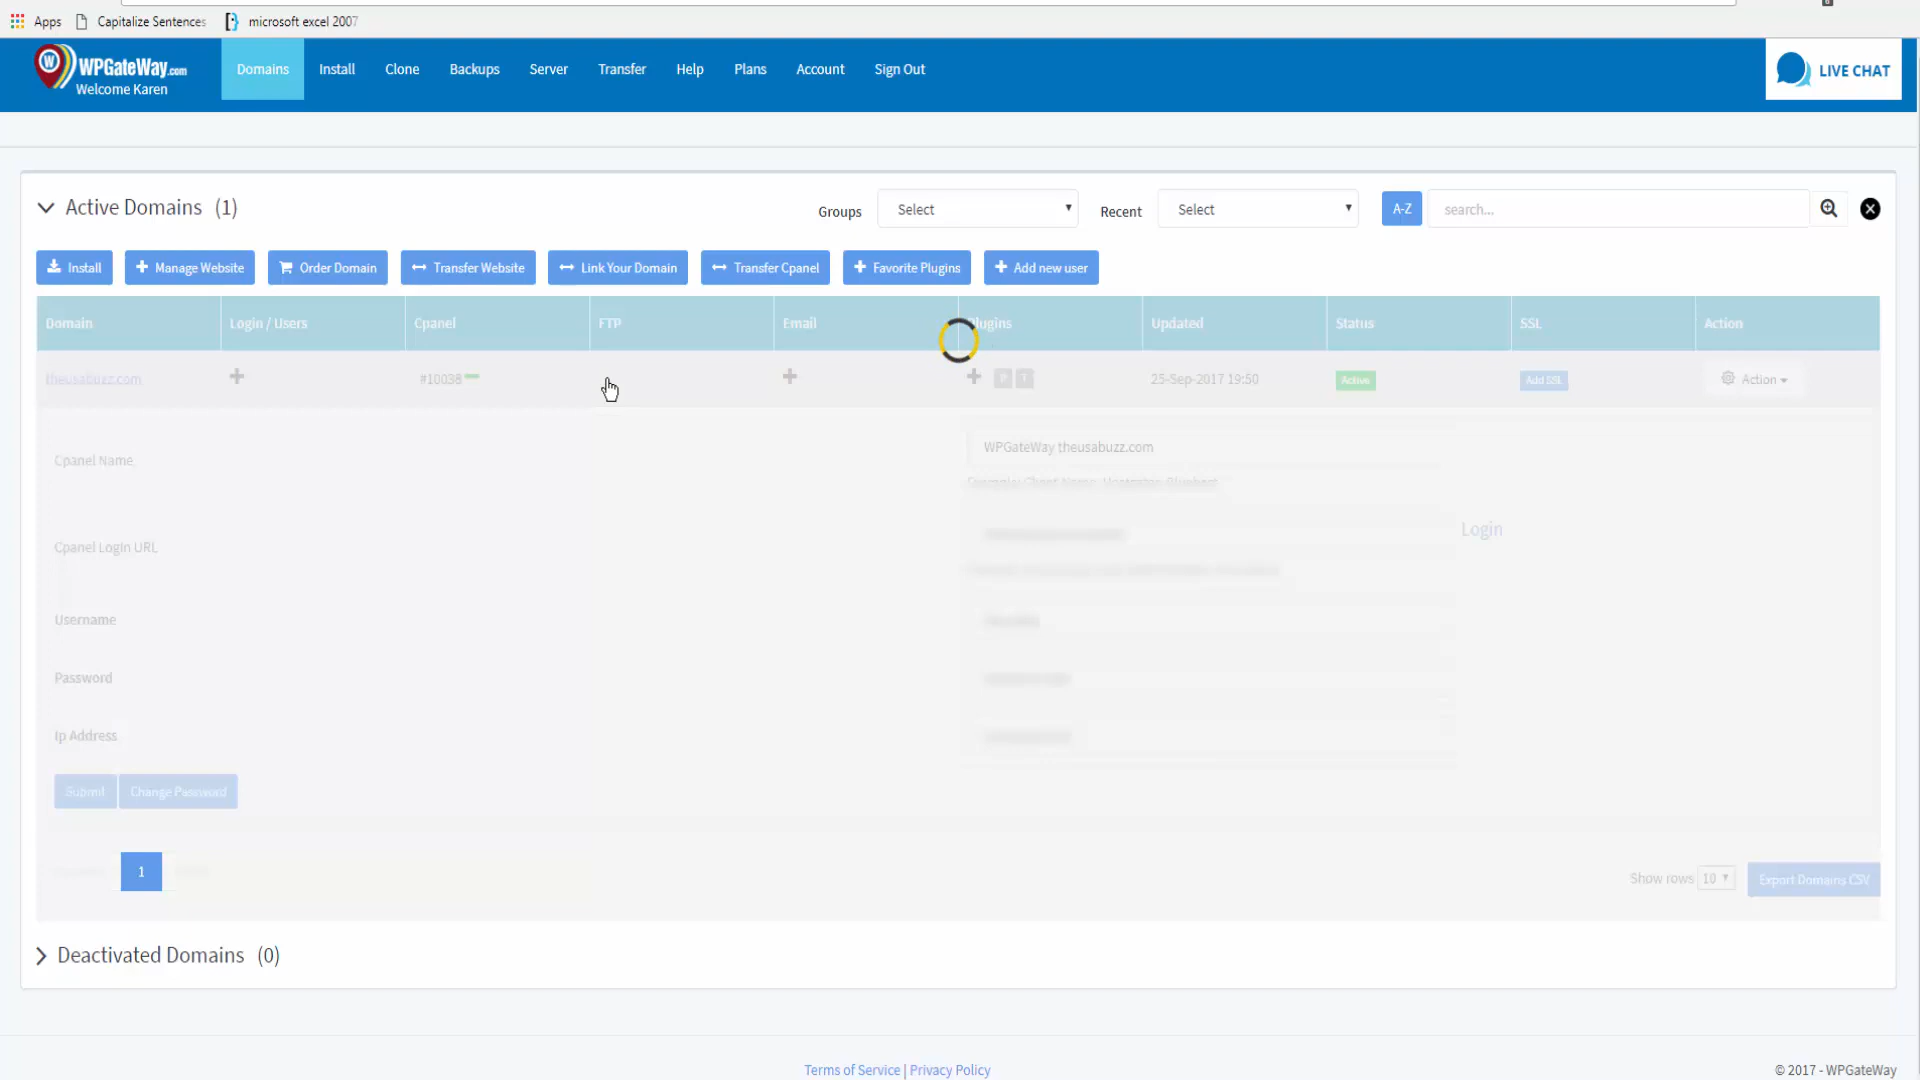 Apps Capitalize Sentences microsoft excel 2007
WPGateWay.com
Welcome Karen
Domains Install Clone Backups Server Transfer Help Plans Account Sign Out
LIVE CHAT
Active Domains (1)
Groups Select Recent Select A-Z search...
Install Manage Website Order Domain Transfer Website Link Your Domain Transfer Cpanel Favorite Plugins Add new user
Domain Login / Users Cpanel FTP Email Plugins Updated Status SSL Action
theusabuzz.com #10038 P T 25-Sep-2017 19:50 Active Add SSL Action
Cpanel Name WPGateWay theusabuzz.com
Example: Client Name, Hostgator, Bluehost
Cpanel Login URL Login
Username
Password
Ip Address
Submit Change Password
1 Show rows 10 Export Domains CSV
Deactivated Domains (0)
Terms of Service | Privacy Policy
© 2017 - WPGateWay